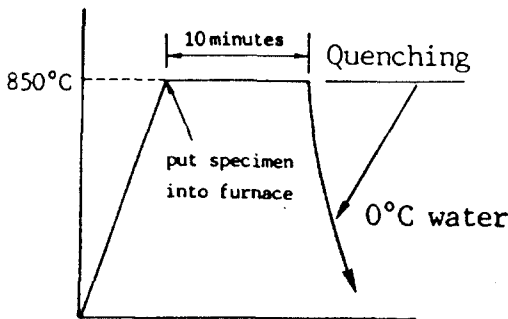 10 minutes
Quenching
850°C
put specimen
into furnace
0°C water